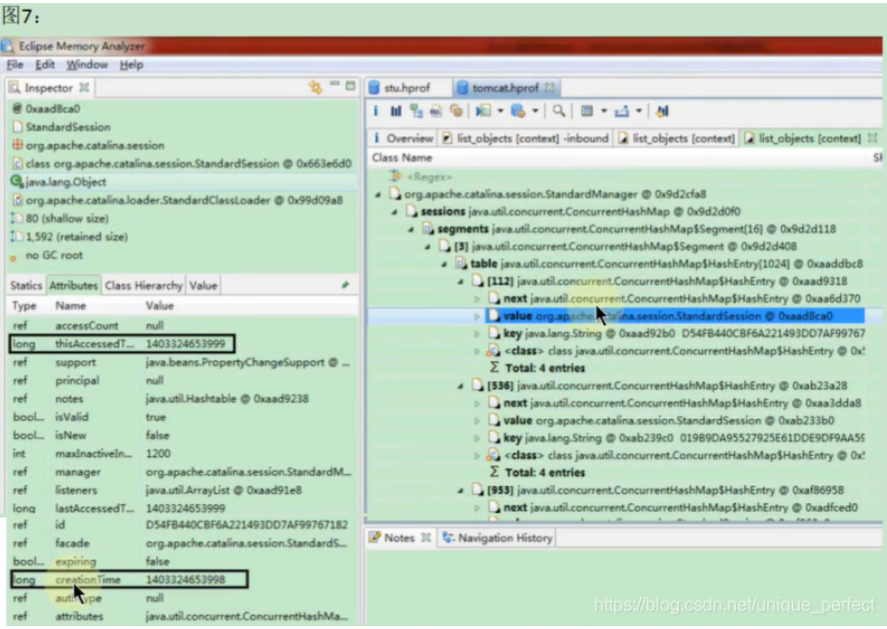 图7：
Eclipse Memory Analyzer
File Edit Window Help
Inspector
0xaad8ca0
StandardSession
org.apache.catalina.session
class org.apache.catalina.session.StandardSession @ 0x663e6d0
java.lang.Object
org.apache.catalina.loader.StandardClassLoader @ 0x99d09a8
80 (shallow size)
1,592 (retained size)
no GC root
Statics Attributes Class Hierarchy Value
Type Name Value
ref accessCount null
long thisAccessedT... 1403324653999
ref support java.beans.PropertyChangeSupport @ ...
ref principal null
ref notes java.util.Hashtable @ 0xaad9238
bool... isValid true
bool... isNew false
int maxInactiveIn... 1200
ref manager org.apache.catalina.session.StandardM...
ref listeners java.util.ArrayList @ 0xaad91e8
long lastAccessedT... 1403324653999
ref id D54FB440CBF6A221493DD7AF99767182
ref facade org.apache.catalina.session.StandardS...
bool... expiring false
long creationTime 1403324653998
ref authType null
ref attributes java.util.concurrent.ConcurrentHashMa...
stu.hprof tomcat.hprof
i Overview list_objects [context] -inbound list_objects [context] list_objects [context]
Class Name
<Regex>
org.apache.catalina.session.StandardManager @ 0x9d2cfa8
sessions java.util.concurrent.ConcurrentHashMap @ 0x9d2d0f0
segments java.util.concurrent.ConcurrentHashMap$Segment[16] @ 0x9d2d118
[3] java.util.concurrent.ConcurrentHashMap$Segment @ 0x9d2d408
table java.util.concurrent.ConcurrentHashMap$HashEntry[1024] @ 0xaaddbc8
[112] java.util.concurrent.ConcurrentHashMap$HashEntry @ 0xaad9318
next java.util.concurrent.ConcurrentHashMap$HashEntry @ 0xaa6d370
value org.apache.catalina.session.StandardSession @ 0xaad8ca0
key java.lang.String @ 0xaad92b0 D54FB440CBF6A221493DD7AF99767
<class> class java.util.concurrent.ConcurrentHashMap$HashEntry @ 0x
Σ Total: 4 entries
[536] java.util.concurrent.ConcurrentHashMap$HashEntry @ 0xab23a28
next java.util.concurrent.ConcurrentHashMap$HashEntry @ 0xaa3dda8
value org.apache.catalina.session.StandardSession @ 0xab233b0
key java.lang.String @ 0xab239c0 019B9DA95527925E61DDE9DF9AA59
<class> class java.util.concurrent.ConcurrentHashMap$HashEntry @ 0x
Σ Total: 4 entries
[953] java.util.concurrent.ConcurrentHashMap$HashEntry @ 0xaf86958
next java.util.concurrent.ConcurrentHashMap$HashEntry @ 0xadfced0
Notes Navigation History
https://blog.csdn.net/unique_perfect